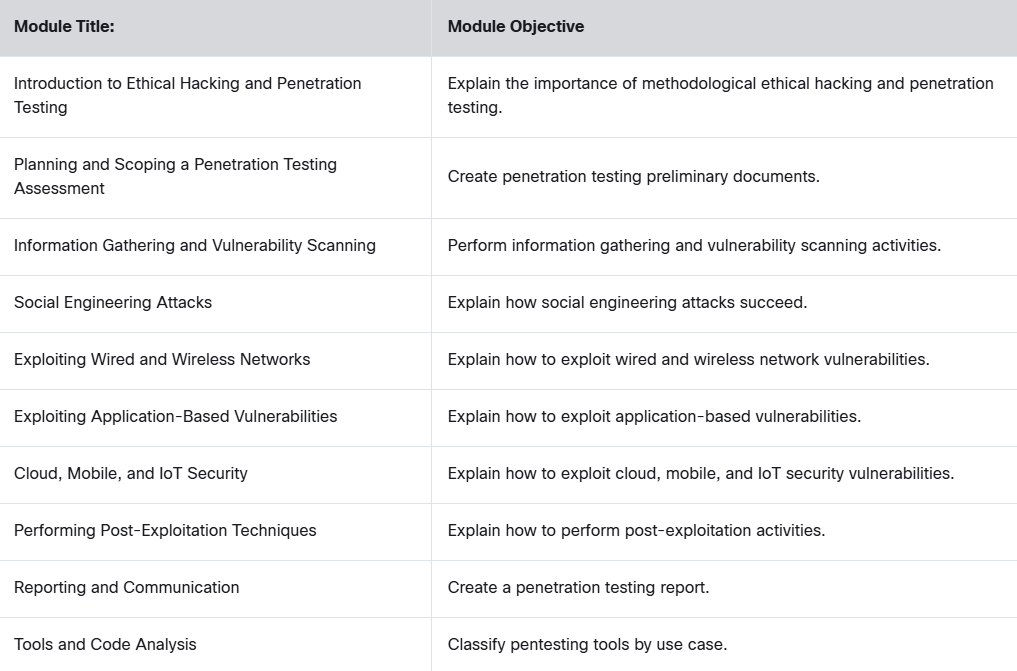 Module Title:
Module Objective
Introduction to Ethical Hacking and Penetration
Testing
Explain the importance of methodological ethical hacking and penetration
testing.
Planning and Scoping a Penetration Testing
Assessment
Create penetration testing preliminary documents.
Information Gathering and Vulnerability Scanning
Perform information gathering and vulnerability scanning activities.
Social Engineering Attacks
Explain how social engineering attacks succeed.
Exploiting Wired and Wireless Networks
Explain how to exploit wired and wireless network vulnerabilities.
Exploiting Application-Based Vulnerabilities
Explain how to exploit application-based vulnerabilities.
Cloud, Mobile, and IoT Security
Explain how to exploit cloud, mobile, and IoT security vulnerabilities.
Performing Post-Exploitation Techniques
Explain how to perform post-exploitation activities.
Reporting and Communication
Create a penetration testing report.
Tools and Code Analysis
Classify pentesting tools by use case.